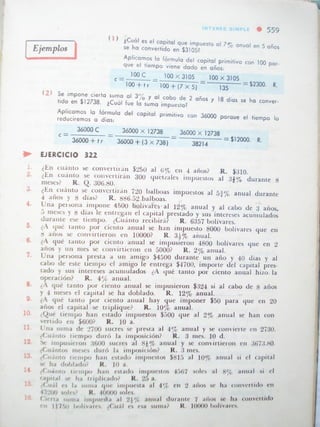 INTERES SIMPLE ● 559
Ejemplos
(1) ¿Cuál es el capital que impuesto al 7% anual en 5 años
se ha convertido en $3105?
Aplicamos la fórmula del capital primitivo con 100 por-
que el tiempo viene dado en años:
c = 100 C / 100 + t r = 100 × 3105 / 100 + (7 × 5) = 100 × 3105 / 135 = $2300. R.
(2) Se impone cierta suma al 3% y al cabo de 2 años y 18 días se ha conver-
tido en $12738. ¿Cuál fue la suma impuesta?
Aplicamos la fórmula del capital primitivo con 36000 porque el tiempo lo
reduciremos a días:
c = 36000 C / 36000 + t r = 36000 × 12738 / 36000 + (3 × 738) = 36000 × 12738 / 38214 = $12000. R.
EJERCICIO 322
1. ¿En cuánto se convertirán $250 al 6% en 4 años? R. $310.
2. ¿En cuánto se convertirán 300 quetzales impuestos al 3¼% durante 8
meses? R. Q. 306.80.
3. ¿En cuánto se convertirán 720 balboas impuestos al 5½% anual durante
4 años y 8 días? R. 886.52 balboas.
4. Una persona impone 4500 bolívares al 12% anual y al cabo de 3 años,
5 meses y 8 días le entregan el capital prestado y sus intereses acumulados
durante ese tiempo. ¿Cuánto recibirá? R. 6357 bolívares.
5. ¿A qué tanto por ciento anual se han impuesto 8000 bolívares que en
8 años se convirtieron en 10000? R. 3⅛% anual.
6. ¿A qué tanto por ciento anual se impusieron 4800 bolívares que en 2
años y un mes se convirtieron en 5000? R. 2% anual.
7. Una persona presta a un amigo $4500 durante un año y 40 días y al
cabo de este tiempo el amigo le entrega $4700, importe del capital pres-
tado y sus intereses acumulados ¿A qué tanto por ciento anual hizo la
operación? R. 4% anual.
8. ¿A qué tanto por ciento anual se impusieron $324 si al cabo de 8 años
y 4 meses el capital se ha doblado. R. 12% anual.
9. ¿A qué tanto por ciento anual hay que imponer $50 para que en 20
años el capital se triplique? R. 10% anual.
10. ¿Qué tiempo han estado impuestos $500 que al 2% anual se han con-
vertido en $600? R. 10 a.
11. Una suma de 2700 sucres se presta al 4% anual y se convierte en 2730.
¿Cuánto tiempo duró la imposición? R. 3 mes. 10 d.
12. Se impusieron 3600 sucres al 8¼% anual y se convirtieron en 3673.80.
¿Cuántos meses duró la imposición? R. 3 mes.
13. ¿Cuánto tiempo han estado impuestos $815 al 10% anual si el capital
se ha doblado? R. 10 a.
14. ¿Cuánto tiempo han estado impuestos 4567 soles al 8% anual si el
capital se ha triplicado? R. 25 a.
15. ¿Cuál es la suma que impuesta al 4% en 2 años se ha convertido en
43200 soles? R. 40000 soles.
16. Cierta suma impuesta al 2½% anual durante 7 años se ha convertido
en 11750 bolívares. ¿Cuál es esa suma? R. 10000 bolívares.